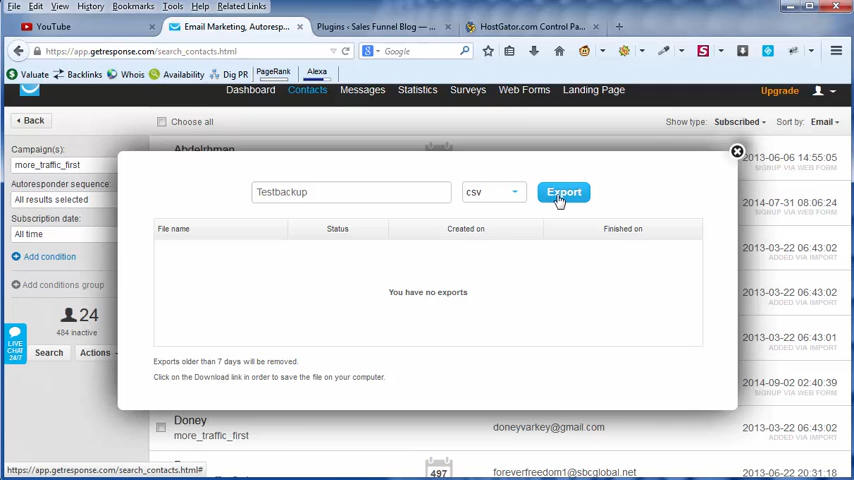 File Edit View History Bookmarks Tools Help Related Links
YouTube
Email Marketing, Autoresp...
Plugins ‹ Sales Funnel Blog — ...
HostGator.com Control Pa...
https://app.getresponse.com/search_contacts.html
Google
Valuate Backlinks Whois Availability Dig PR PageRank Alexa
Dashboard Contacts Messages Statistics Surveys Web Forms Landing Page Upgrade
Back
Choose all
Show type: Subscribed Sort by: Email
Campaign(s):
more_traffic_first
Autoresponder sequence:
All results selected
Subscription date:
All time
Add condition
Add conditions group
24
484 inactive
LIVE
CHAT
24/7
Search Actions
Abdelrhman
2013-06-06 14:55:05
SIGNUP VIA WEB FORM
2014-07-31 08:06:24
SIGNUP VIA WEB FORM
2013-03-22 06:43:02
ADDED VIA IMPORT
2013-03-22 06:43:02
ADDED VIA IMPORT
2013-03-22 06:43:01
ADDED VIA IMPORT
2014-09-02 02:40:39
SIGNUP VIA WEB FORM
Testbackup csv Export
File name Status Created on Finished on
You have no exports
Exports older than 7 days will be removed.
Click on the Download link in order to save the file on your computer.
Doney
more_traffic_first
doneyvarkey@gmail.com
2013-03-22 06:43:02
ADDED VIA IMPORT
497
foreverfreedom1@sbcglobal.net
2013-06-22 20:31:18
https://app.getresponse.com/search_contacts.html#